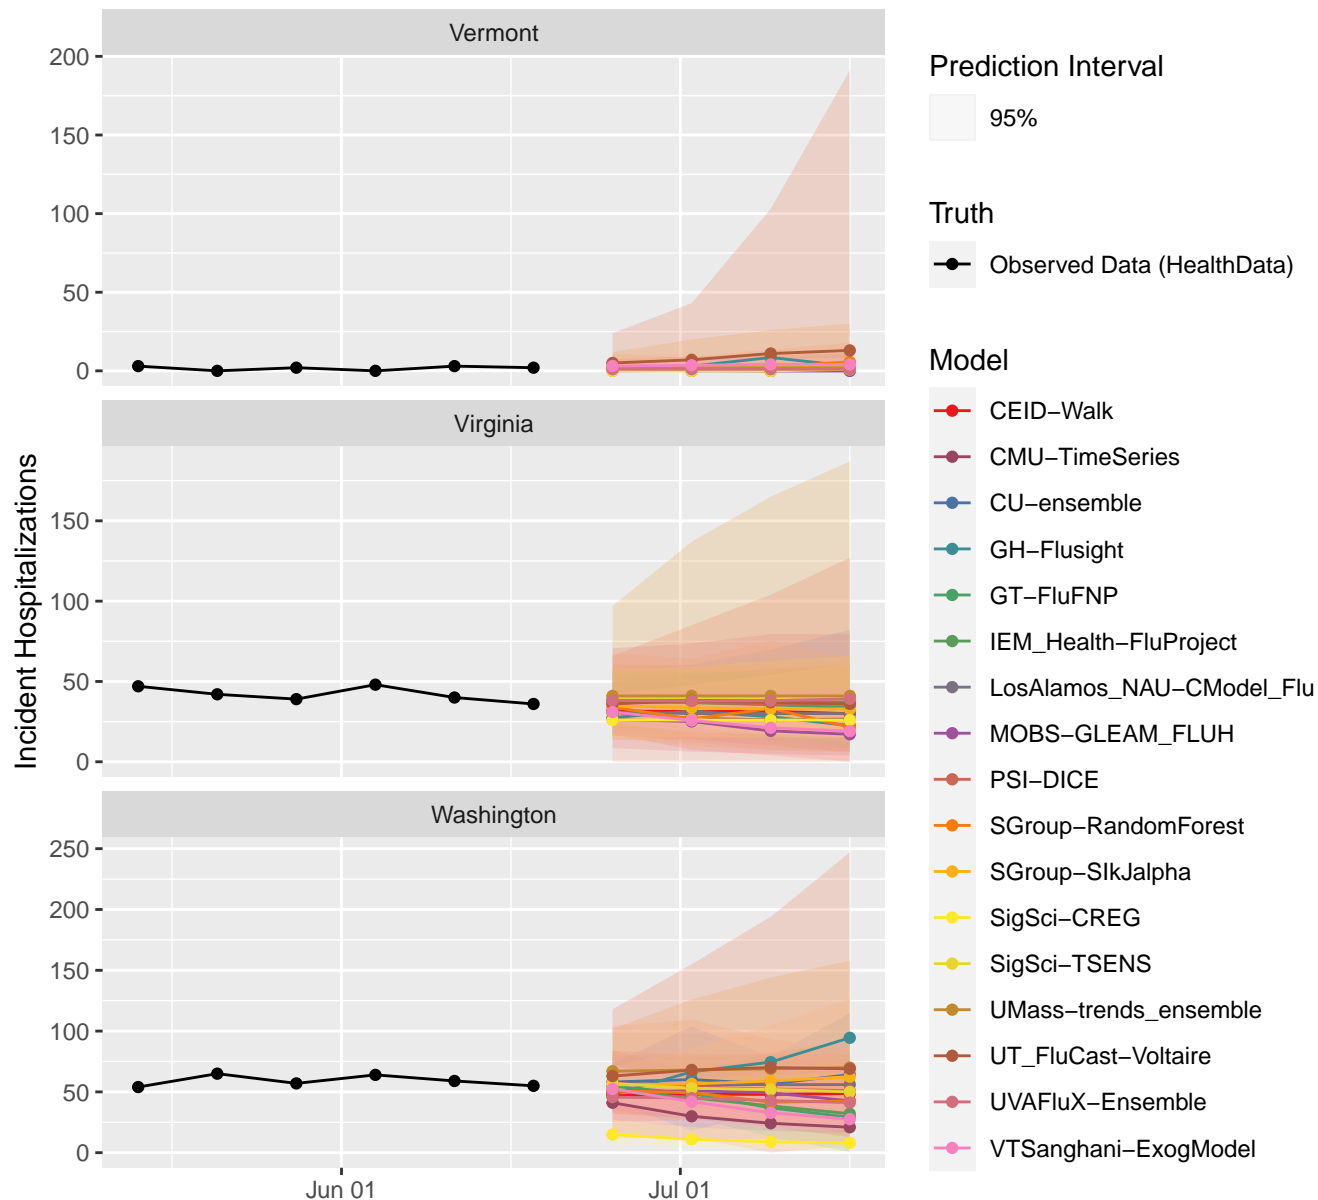 Vermont
200
150
100
50
0
Virginia
150
100
50
0
Washington
250
200
150
100
50
0
Jun 01
Jul 01
Incident Hospitalizations
Prediction Interval
95%
Truth
Observed Data (HealthData)
Model
CEID−Walk
CMU−TimeSeries
CU−ensemble
GH−Flusight
GT−FluFNP
IEM_Health−FluProject
LosAlamos_NAU−CModel_Flu
MOBS−GLEAM_FLUH
PSI−DICE
SGroup−RandomForest
SGroup−SIkJalpha
SigSci−CREG
SigSci−TSENS
UMass−trends_ensemble
UT_FluCast−Voltaire
UVAFluX−Ensemble
VTSanghani−ExogModel